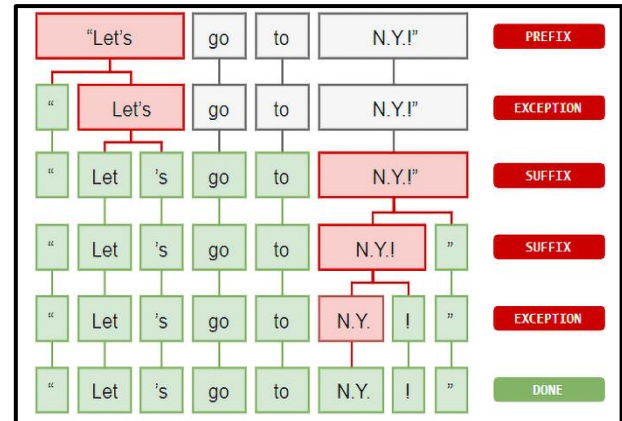 “Let’s go to N.Y.!” PREFIX
“ Let’s go to N.Y.!” EXCEPTION
“ Let ’s go to N.Y.!” SUFFIX
“ Let ’s go to N.Y.! ” SUFFIX
“ Let ’s go to N.Y. ! ” EXCEPTION
“ Let ’s go to N.Y. ! ” DONE